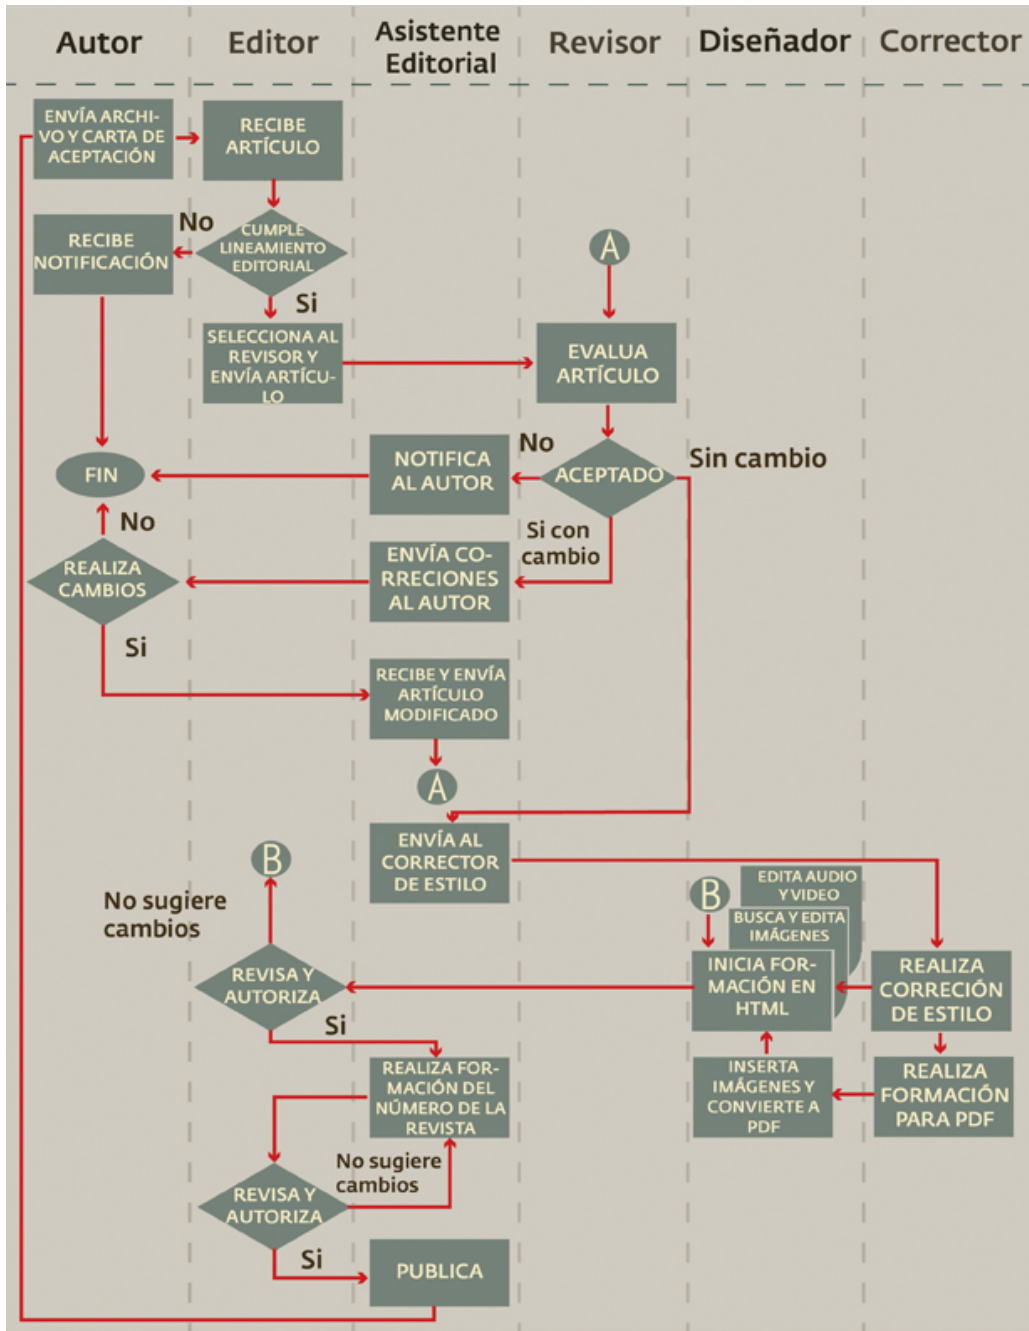 Autor
Editor
Asistente
Editorial
Revisor
Diseñador
Corrector
ENVÍA ARCHI-
VO Y CARTA DE
ACEPTACIÓN
RECIBE
ARTÍCULO
No
CUMPLE
LINEAMIENTO
EDITORIAL
RECIBE
NOTIFICACIÓN
A
Si
SELECCIONA AL
REVISOR Y
ENVÍA ARTÍCU-
LO
EVALUA
ARTÍCULO
FIN
NOTIFICA
AL AUTOR
No
ACEPTADO
Sin cambio
No
Si con
cambio
REALIZA
CAMBIOS
ENVÍA CO-
RRECIONES
AL AUTOR
Si
RECIBE Y ENVÍA
ARTÍCULO
MODIFICADO
A
ENVÍA AL
CORRECTOR
DE ESTILO
B
No sugiere
cambios
EDITA AUDIO
Y VIDEO
B
BUSCA Y EDITA
IMÁGENES
REVISA Y
AUTORIZA
INICIA FOR-
MACIÓN EN
HTML
REALIZA
CORRECIÓN
DE ESTILO
Si
REALIZA FOR-
MACIÓN DEL
NÚMERO DE LA
REVISTA
INSERTA
IMÁGENES Y
CONVIERTE A
PDF
REALIZA
FORMACIÓN
PARA PDF
No sugiere
cambios
REVISA Y
AUTORIZA
Si
PUBLICA